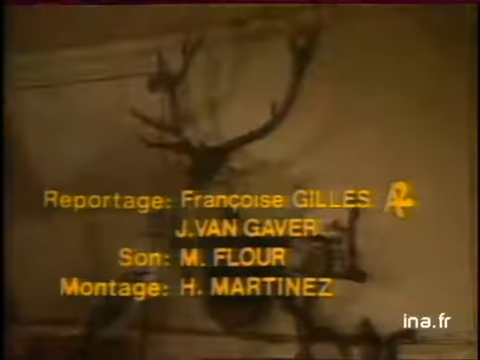 Reportage: Françoise GILLES
J. VAN GAVER
Son: M. FLOUR
Montage: H. MARTINEZ
ina.fr